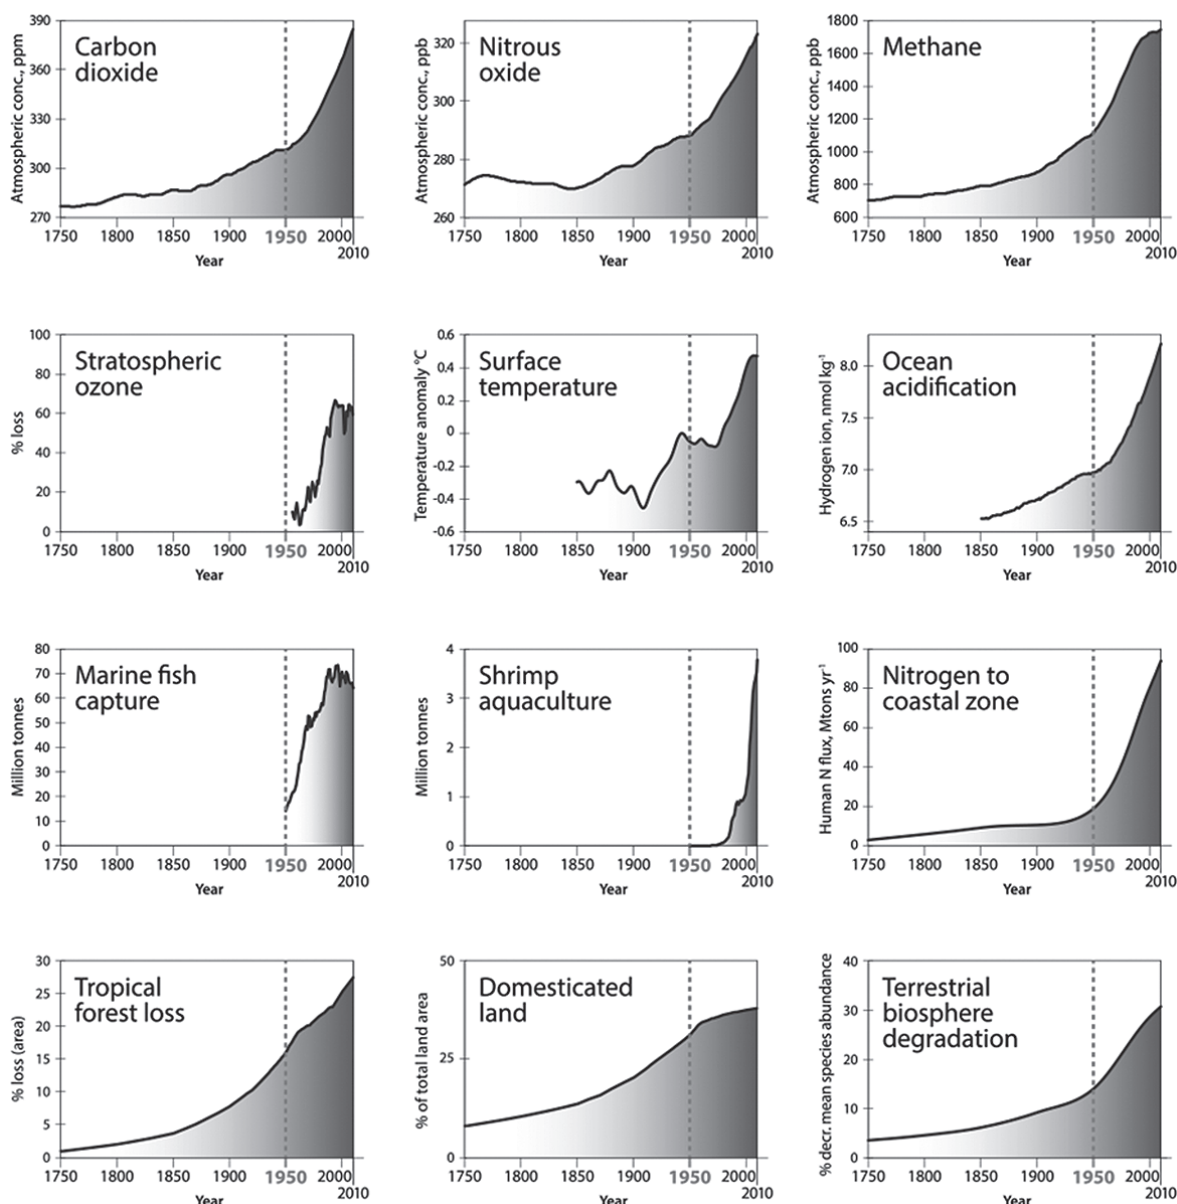 Carbon
dioxide
Atmospheric conc., ppm
390
360
330
300
270
1750 1800 1850 1900 1950 2000
2010
Year
Nitrous
oxide
Atmospheric conc., ppb
320
300
280
260
1750 1800 1850 1900 1950 2000
2010
Year
Methane
Atmospheric conc., ppb
1800
1600
1400
1200
1000
800
600
1750 1800 1850 1900 1950 2000
2010
Year
Stratospheric
ozone
% loss
100
80
60
40
20
0
1750 1800 1850 1900 1950 2000
2010
Year
Surface
temperature
Temperature anomaly °C
0.6
0.4
0.2
0
-0.2
-0.4
-0.6
1750 1800 1850 1900 1950 2000
2010
Year
Ocean
acidification
Hydrogen ion, nmol kg⁻¹
8.0
7.5
7.0
6.5
1750 1800 1850 1900 1950 2000
2010
Year
Marine fish
capture
Million tonnes
80
70
60
50
40
30
20
10
0
1750 1800 1850 1900 1950 2000
2010
Year
Shrimp
aquaculture
Million tonnes
4
3
2
1
0
1750 1800 1850 1900 1950 2000
2010
Year
Nitrogen to
coastal zone
Human N flux, Mtons yr⁻¹
100
80
60
40
20
0
1750 1800 1850 1900 1950 2000
2010
Year
Tropical
forest loss
% loss (area)
30
25
20
15
10
5
0
1750 1800 1850 1900 1950 2000
2010
Year
Domesticated
land
% of total land area
50
25
0
1750 1800 1850 1900 1950 2000
2010
Year
Terrestrial
biosphere
degradation
% decr. mean species abundance
40
30
20
10
0
1750 1800 1850 1900 1950 2000
2010
Year